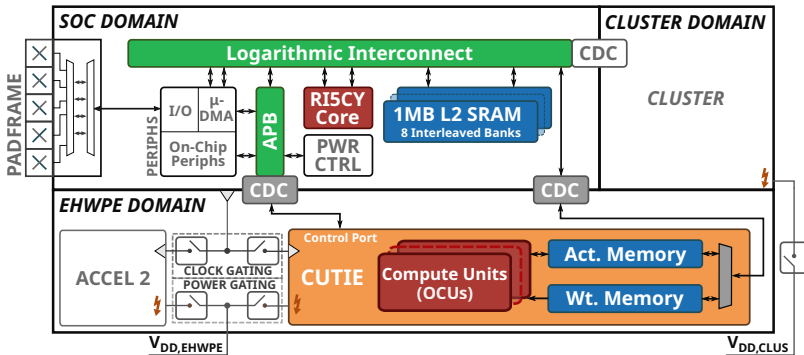 SOC DOMAIN
CLUSTER DOMAIN
Logarithmic Interconnect
CDC
PADFRAME
PERIPHS
I/O
μ-
DMA
On-Chip
Periphs
APB
RI5CY
Core
PWR
CTRL
1MB L2 SRAM
8 Interleaved Banks
CLUSTER
CDC
CDC
EHWPE DOMAIN
ACCEL 2
CLOCK GATING
POWER GATING
Control Port
CUTIE
Compute Units
(OCUs)
Act. Memory
Wt. Memory
VDD,EHWPE
VDD,CLUS